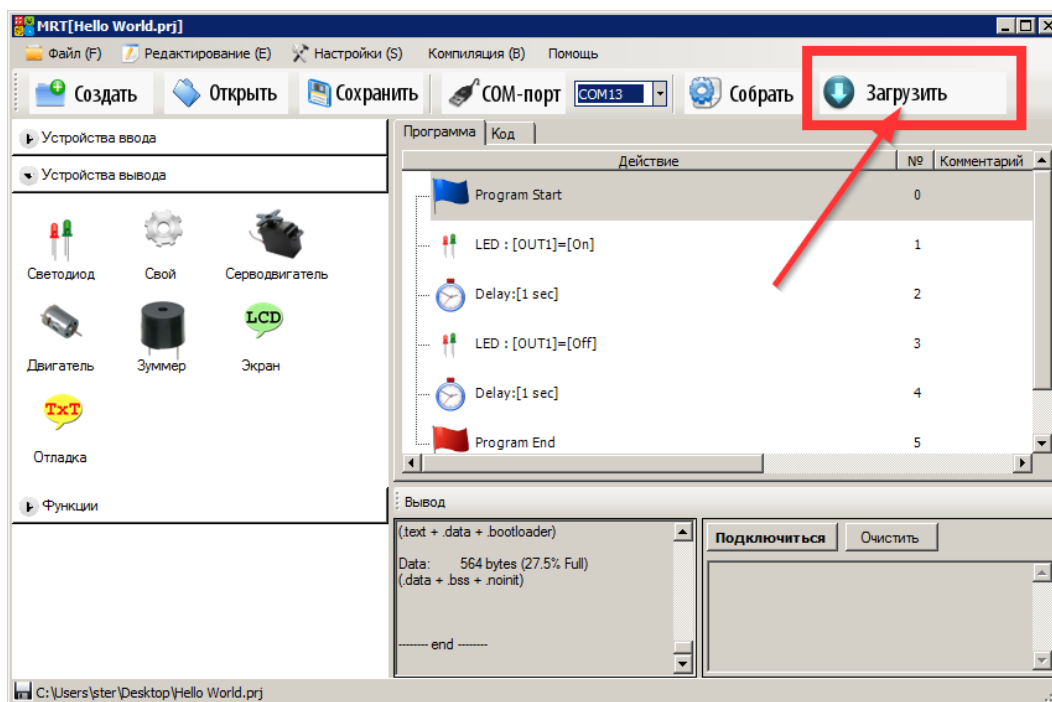 MRT[Hello World.prj]
Файл (F) Редактирование (E) Настройки (S) Компиляция (B) Помощь
Создать Открыть Сохранить COM-порт COM13 Собрать Загрузить
Устройства ввода
Устройства вывода
Светодиод Свой Серводвигатель
LCD
Двигатель Зуммер Экран
TxT
Отладка
Функции
Программа Код
Действие № Комментарий
Program Start 0
LED : [OUT1]=[On] 1
Delay:[1 sec] 2
LED : [OUT1]=[Off] 3
Delay:[1 sec] 4
Program End 5
Вывод
(.text + .data + .bootloader)
Data: 564 bytes (27.5% Full)
(.data + .bss + .noinit)
-------- end --------
Подключиться Очистить
C:\Users\ster\Desktop\Hello World.prj